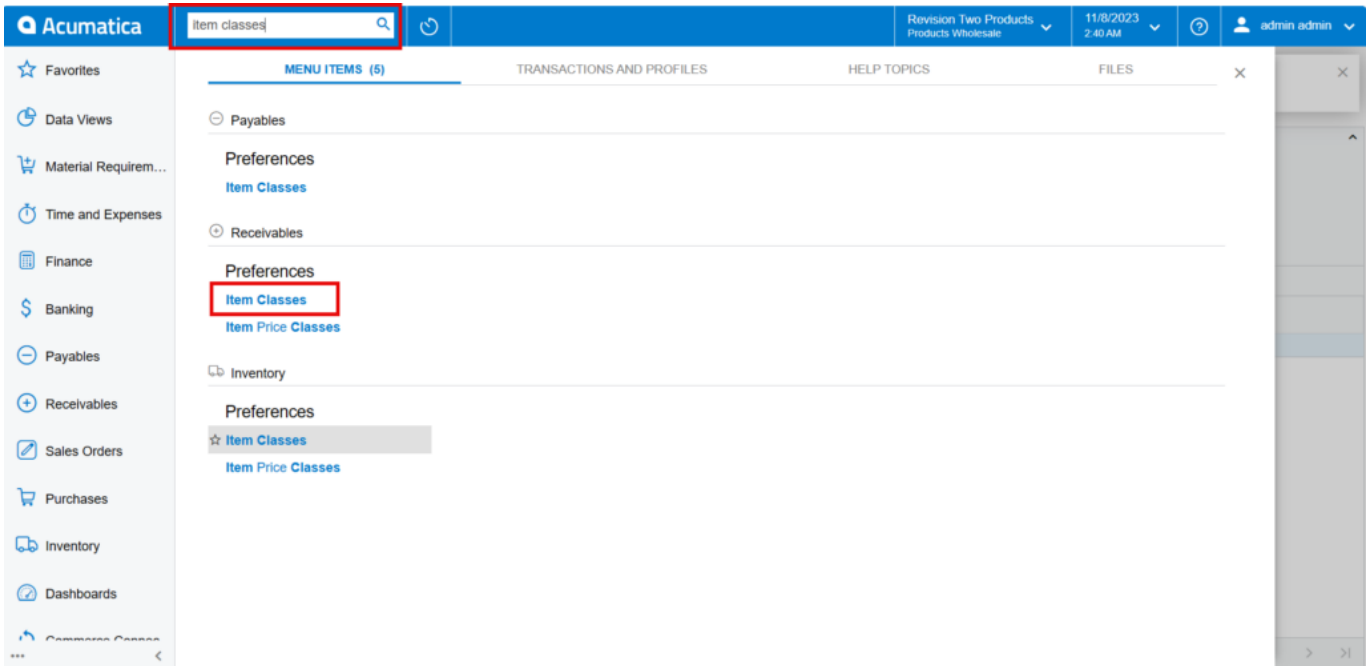 Acumatica
item classes
Revision Two Products
Products Wholesale
11/8/2023
2:40 AM
admin admin
Favorites
Data Views
Material Requirem...
Time and Expenses
Finance
Banking
Payables
Receivables
Sales Orders
Purchases
Inventory
Dashboards
MENU ITEMS (5)
TRANSACTIONS AND PROFILES
HELP TOPICS
FILES
Payables
Preferences
Item Classes
Receivables
Preferences
Item Classes
Item Price Classes
Inventory
Preferences
Item Classes
Item Price Classes